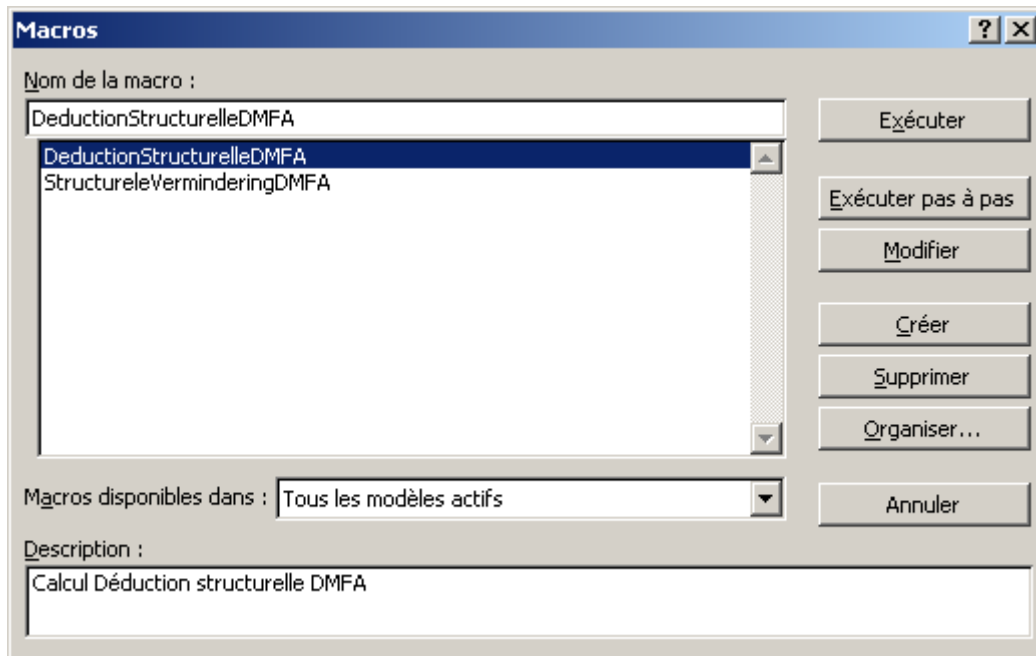 Macros
Nom de la macro :
DeductionStructurelleDMFA
Exécuter
DeductionStructurelleDMFA
StructureleVerminderingDMFA
Exécuter pas à pas
Modifier
Créer
Supprimer
Organiser...
Macros disponibles dans :
Tous les modèles actifs
Annuler
Description :
Calcul Déduction structurelle DMFA